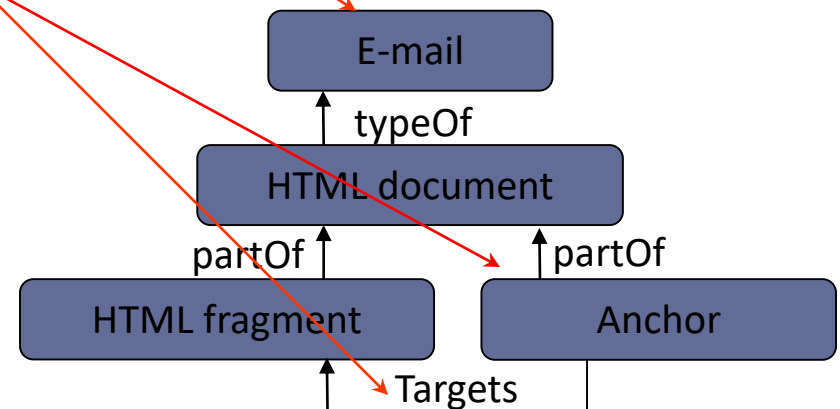 E-mail
typeOf
HTML document
partOf
partOf
HTML fragment
Anchor
Targets